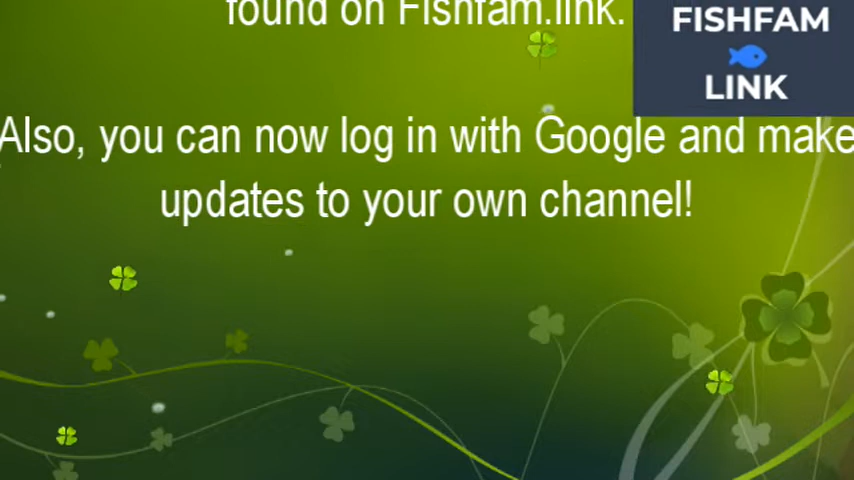 found on Fishfam.link.
FISHFAM
LINK
Also, you can now log in with Google and make
updates to your own channel!